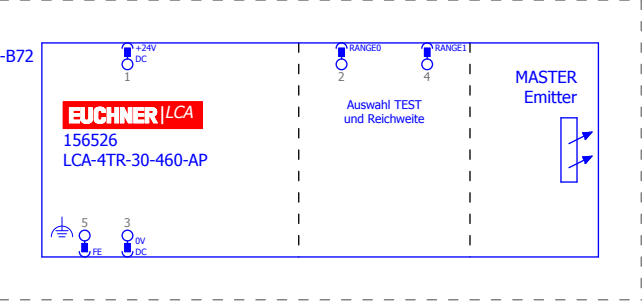 -B72
+24V
DC
1
RANGE0
2
RANGE1
4
MASTER
Emitter
EUCHNER|LCA
156526
LCA-4TR-30-460-AP
Auswahl TEST
und Reichweite
5
FE
3
0V
DC